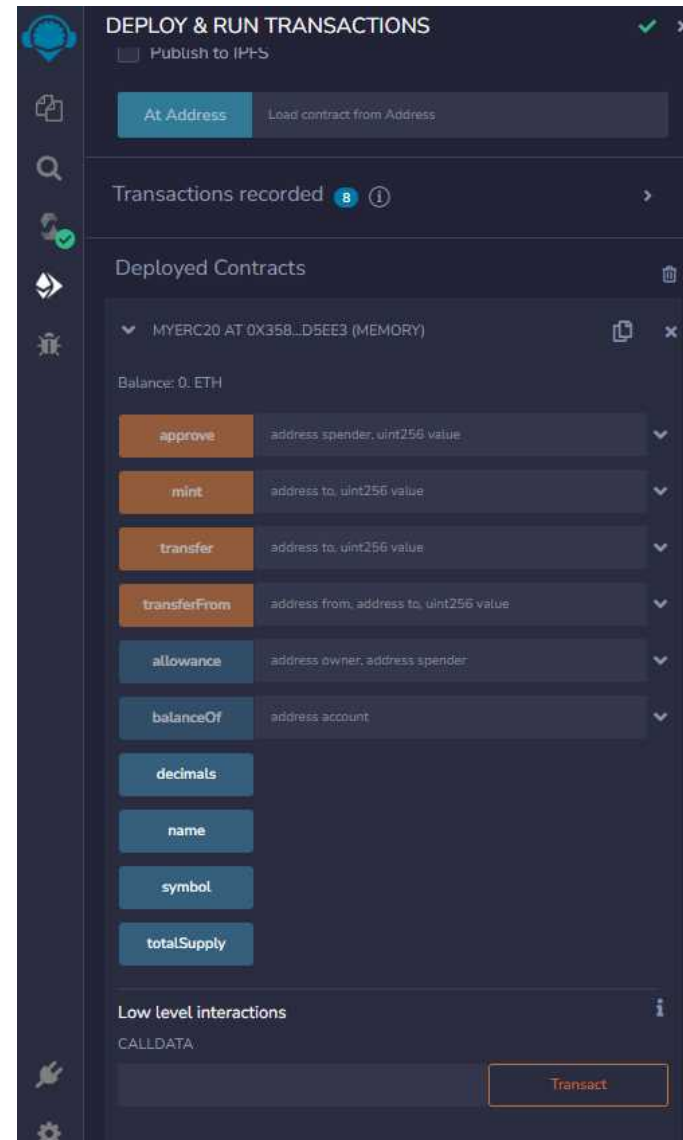 DEPLOY & RUN TRANSACTIONS
Publish to IPFS
At Address Load contract from Address
Transactions recorded 8 i
Deployed Contracts
MYERC20 AT 0X358...D5EE3 (MEMORY)
Balance: 0. ETH
approve address spender, uint256 value
mint address to, uint256 value
transfer address to, uint256 value
transferFrom address from, address to, uint256 value
allowance address owner, address spender
balanceOf address account
decimals
name
symbol
totalSupply
Low level interactions i
CALLDATA
Transact